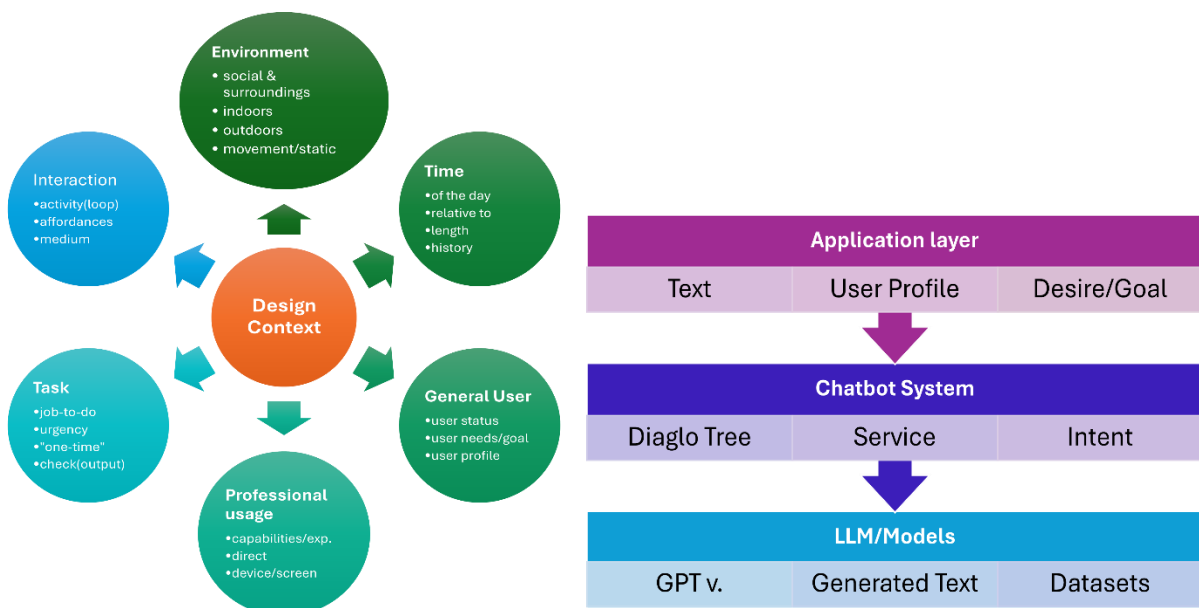 Environment
• social &
surroundings
• indoors
• outdoors
• movement/static
Interaction
•activity(loop)
•affordances
•medium
Time
•of the day
•relative to
•length
•history
Design
Context
Task
•job-to-do
•urgency
•"one-time"
•check(output)
General User
•user status
•user needs/goal
•user profile
Professional
usage
•capabilities/exp.
•direct
•device/screen
Application layer
Text User Profile Desire/Goal
Chatbot System
Diaglo Tree Service Intent
LLM/Models
GPT v. Generated Text Datasets